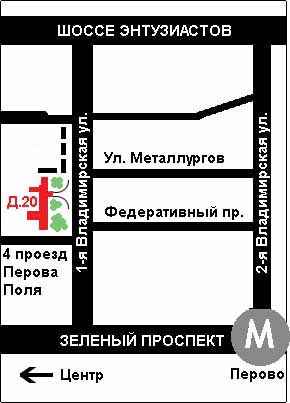 ШОССЕ ЭНТУЗИАСТОВ
1-я Владимирская ул.
2-я Владимирская ул.
Ул. Металлургов
Д.20
Федеративный пр.
4 проезд
Перова
Поля
ЗЕЛЕНЫЙ ПРОСПЕКТ
М
Центр
Перово